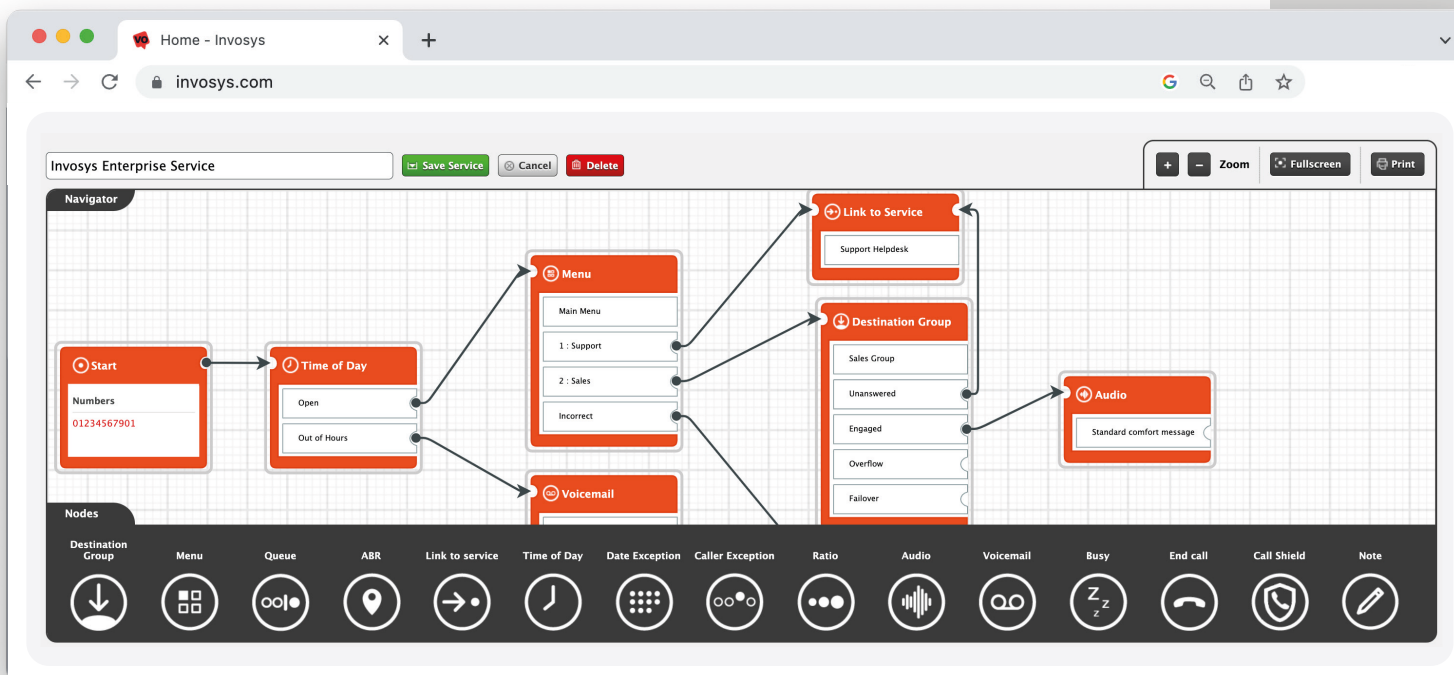 VO
Home - Invosys
invosys.com
Invosys Enterprise Service
Save Service
Cancel
Delete
+
–
Zoom
Fullscreen
Print
Navigator
Start
Numbers
01234567901
Time of Day
Open
Out of Hours
Menu
Main Menu
1 : Support
2 : Sales
Incorrect
Voicemail
Link to Service
Support Helpdesk
Destination Group
Sales Group
Unanswered
Engaged
Overflow
Failover
Audio
Standard comfort message
Nodes
Destination
Group
Menu
Queue
ABR
Link to service
Time of Day
Date Exception
Caller Exception
Ratio
Audio
Voicemail
Busy
End call
Call Shield
Note
Z z z